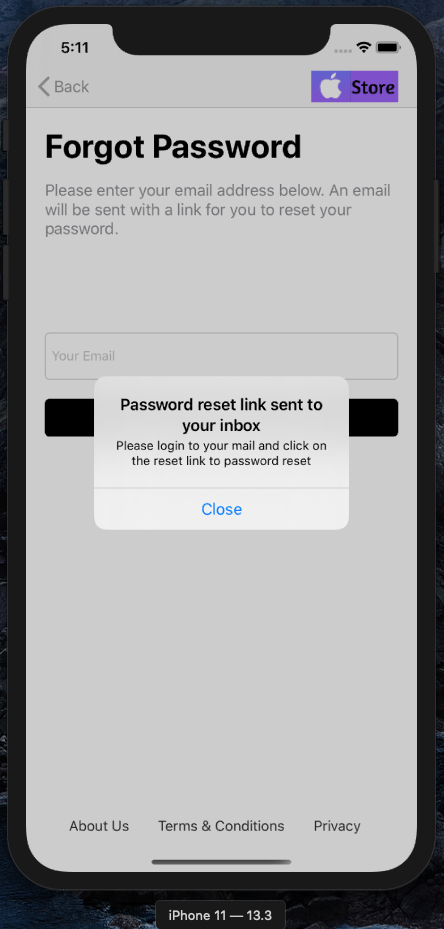 5:11
Back
Store
Forgot Password
Please enter your email address below. An email
will be sent with a link for you to reset your
password.
Your Email
Password reset link sent to
your inbox
Please login to your mail and click on
the reset link to password reset
Close
About Us Terms & Conditions Privacy
iPhone 11 — 13.3